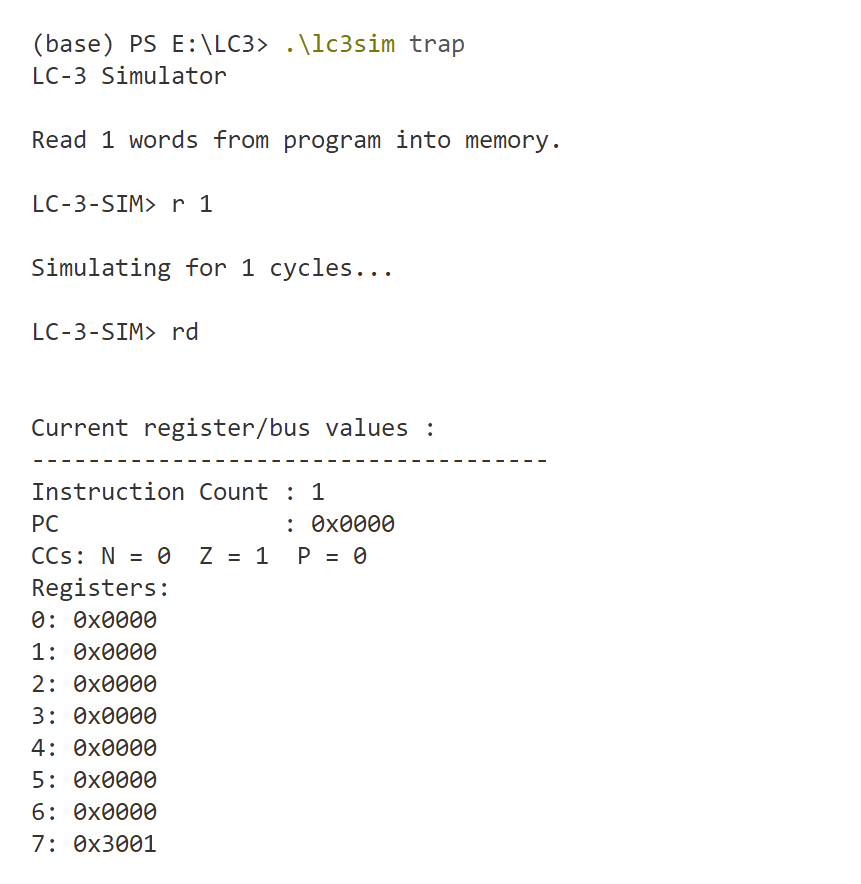 (base) PS E:\LC3> .\lc3sim trap
LC-3 Simulator
Read 1 words from program into memory.
LC-3-SIM> r 1
Simulating for 1 cycles...
LC-3-SIM> rd
Current register/bus values :
-------------------------------------
Instruction Count : 1
PC                : 0x0000
CCs: N = 0  Z = 1  P = 0
Registers:
0: 0x0000
1: 0x0000
2: 0x0000
3: 0x0000
4: 0x0000
5: 0x0000
6: 0x0000
7: 0x3001